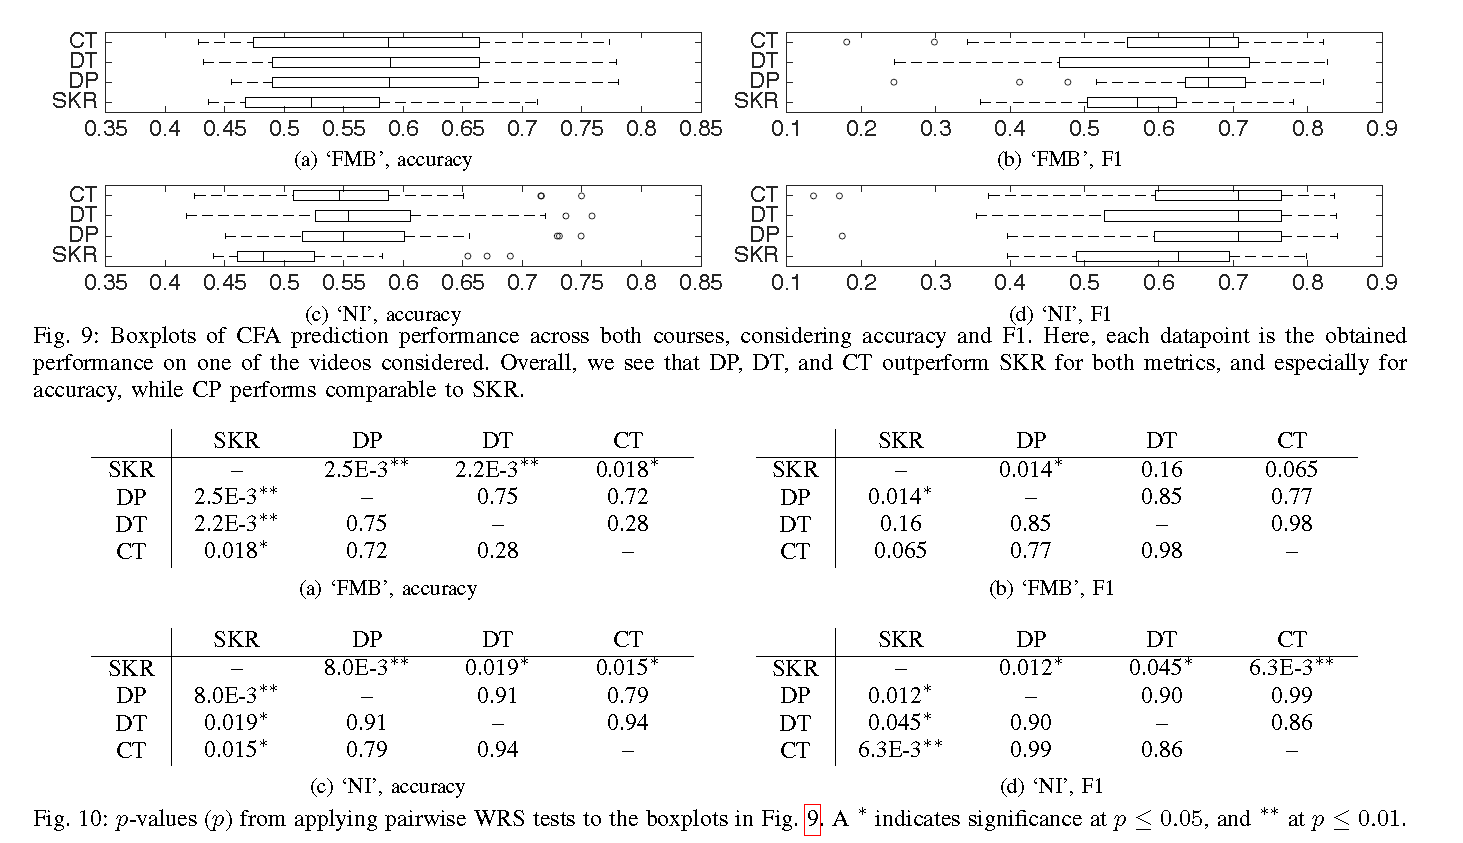 CT
DT
DP
SKR
0.35 0.4 0.45 0.5 0.55 0.6 0.65 0.7 0.75 0.8 0.85
(a) ‘FMB’, accuracy
CT
DT
DP
SKR
0.1 0.2 0.3 0.4 0.5 0.6 0.7 0.8 0.9
(b) ‘FMB’, F1
CT
DT
DP
SKR
0.35 0.4 0.45 0.5 0.55 0.6 0.65 0.7 0.75 0.8 0.85
(c) ‘NI’, accuracy
CT
DT
DP
SKR
0.1 0.2 0.3 0.4 0.5 0.6 0.7 0.8 0.9
(d) ‘NI’, F1
Fig. 9: Boxplots of CFA prediction performance across both courses, considering accuracy and F1. Here, each datapoint is the obtained
performance on one of the videos considered. Overall, we see that DP, DT, and CT outperform SKR for both metrics, and especially for
accuracy, while CP performs comparable to SKR.
SKR DP DT CT
SKR – 2.5E-3** 2.2E-3** 0.018*
DP 2.5E-3** – 0.75 0.72
DT 2.2E-3** 0.75 – 0.28
CT 0.018* 0.72 0.28 –
(a) ‘FMB’, accuracy
SKR DP DT CT
SKR – 0.014* 0.16 0.065
DP 0.014* – 0.85 0.77
DT 0.16 0.85 – 0.98
CT 0.065 0.77 0.98 –
(b) ‘FMB’, F1
SKR DP DT CT
SKR – 8.0E-3** 0.019* 0.015*
DP 8.0E-3** – 0.91 0.79
DT 0.019* 0.91 – 0.94
CT 0.015* 0.79 0.94 –
(c) ‘NI’, accuracy
SKR DP DT CT
SKR – 0.012* 0.045* 6.3E-3**
DP 0.012* – 0.90 0.99
DT 0.045* 0.90 – 0.86
CT 6.3E-3** 0.99 0.86 –
(d) ‘NI’, F1
Fig. 10: p-values (p) from applying pairwise WRS tests to the boxplots in Fig. 9. A * indicates significance at p ≤ 0.05, and ** at p ≤ 0.01.